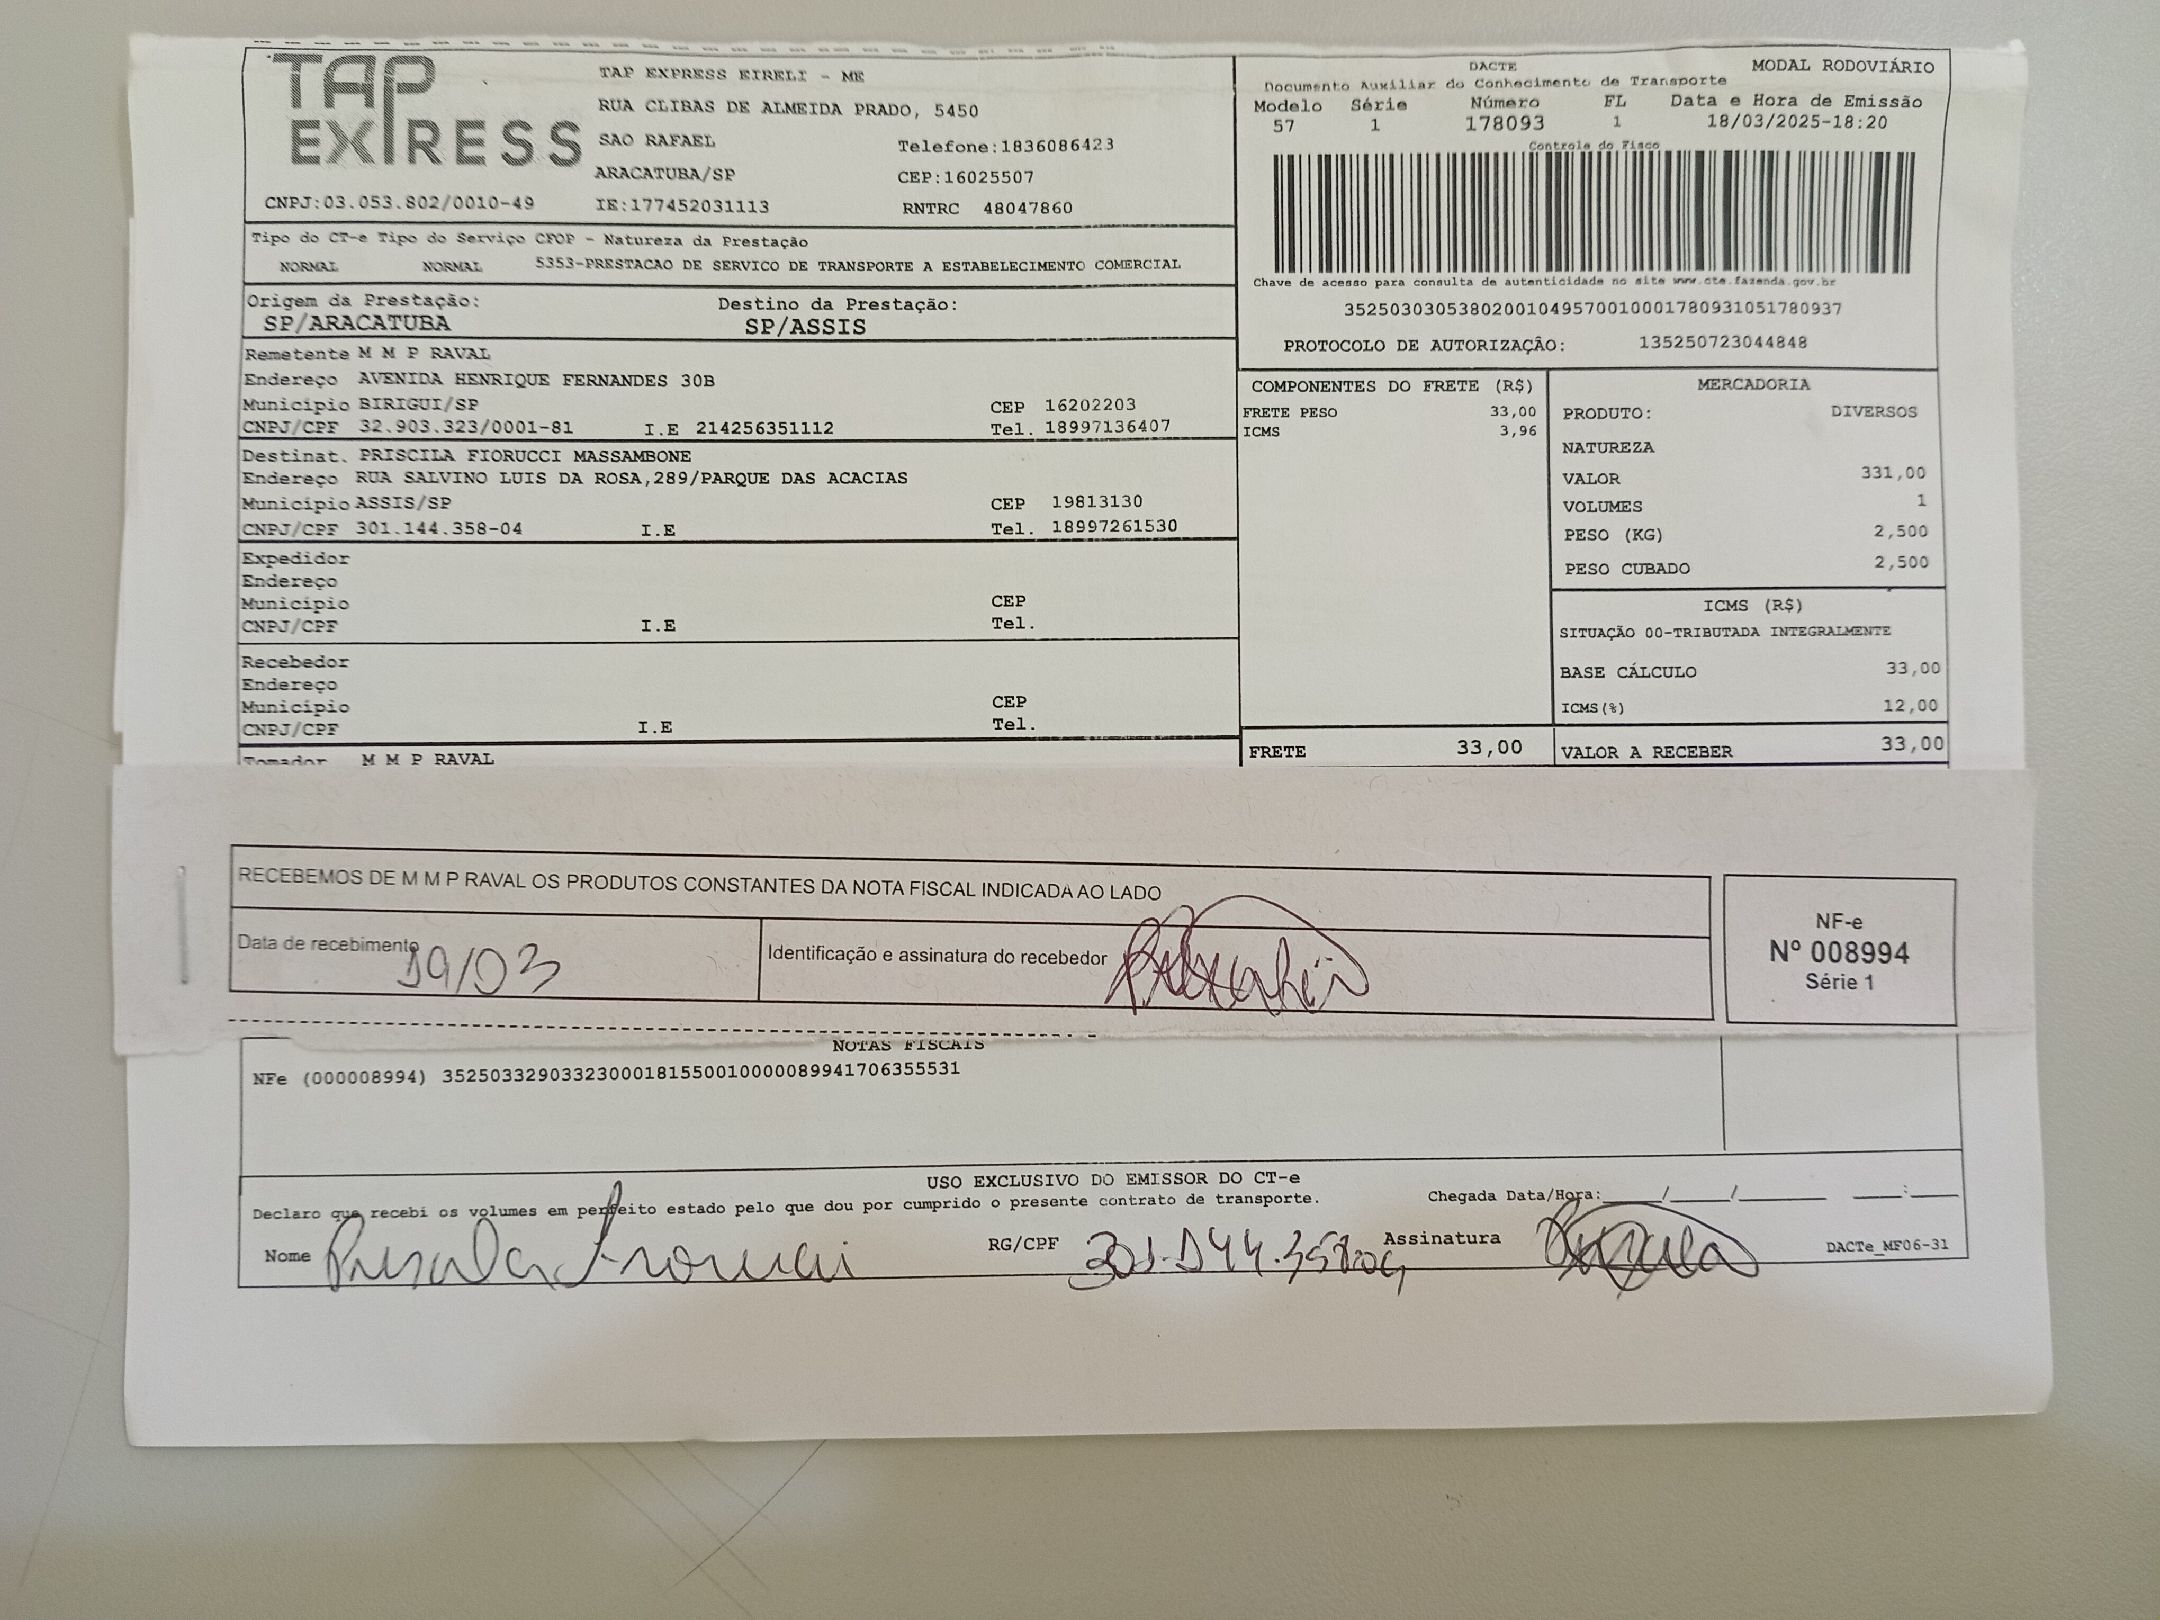 TAP EXPRESS
TAP EXPRESS EIRELI - ME
RUA CLIBAS DE ALMEIDA PRADO, 5450
SAO RAFAEL Telefone:1836086423
ARACATUBA/SP CEP:16025507
CNPJ:03.053.802/0010-49 IE:177452031113 RNTRC 48047860
DACTE MODAL RODOVIÁRIO
Documento Auxiliar do Conhecimento de Transporte
Modelo Série Número FL Data e Hora de Emissão
57 1 178093 1 18/03/2025-18:20
Controle do Fisco
Chave de acesso para consulta de autenticidade no site www.cte.fazenda.gov.br
35250303053802001049570010001780931051780937
PROTOCOLO DE AUTORIZAÇÃO: 135250723044848
Tipo do CT-e Tipo do Serviço CFOP - Natureza da Prestação
NORMAL NORMAL 5353-PRESTACAO DE SERVICO DE TRANSPORTE A ESTABELECIMENTO COMERCIAL
Origem da Prestação: Destino da Prestação:
SP/ARACATUBA SP/ASSIS
Remetente M M P RAVAL
Endereço AVENIDA HENRIQUE FERNANDES 30B
Município BIRIGUI/SP CEP 16202203
CNPJ/CPF 32.903.323/0001-81 I.E 214256351112 Tel. 18997136407
Destinat. PRISCILA FIORUCCI MASSAMBONE
Endereço RUA SALVINO LUIS DA ROSA,289/PARQUE DAS ACACIAS
Município ASSIS/SP CEP 19813130
CNPJ/CPF 301.144.358-04 I.E Tel. 18997261530
Expedidor
Endereço
Município CEP
CNPJ/CPF I.E Tel.
Recebedor
Endereço
Município CEP
CNPJ/CPF I.E Tel.
Tomador M M P RAVAL
COMPONENTES DO FRETE (R$)
FRETE PESO 33,00
ICMS 3,96
FRETE 33,00
MERCADORIA
PRODUTO: DIVERSOS
NATUREZA
VALOR 331,00
VOLUMES 1
PESO (KG) 2,500
PESO CUBADO 2,500
ICMS (R$)
SITUAÇÃO 00-TRIBUTADA INTEGRALMENTE
BASE CÁLCULO 33,00
ICMS(%) 12,00
VALOR A RECEBER 33,00
RECEBEMOS DE M M P RAVAL OS PRODUTOS CONSTANTES DA NOTA FISCAL INDICADA AO LADO
Data de recebimento 19/03 Identificação e assinatura do recebedor
NF-e
Nº 008994
Série 1
NOTAS FISCAIS
NFe (000008994) 35250332903323000181550010000089941706355531
USO EXCLUSIVO DO EMISSOR DO CT-e
Declaro que recebi os volumes em perfeito estado pelo que dou por cumprido o presente contrato de transporte. Chegada Data/Hora:____/____/______ ___:___
Nome Priscila Fiorucci RG/CPF 301.144.358-04 Assinatura DACTe_MF06-31